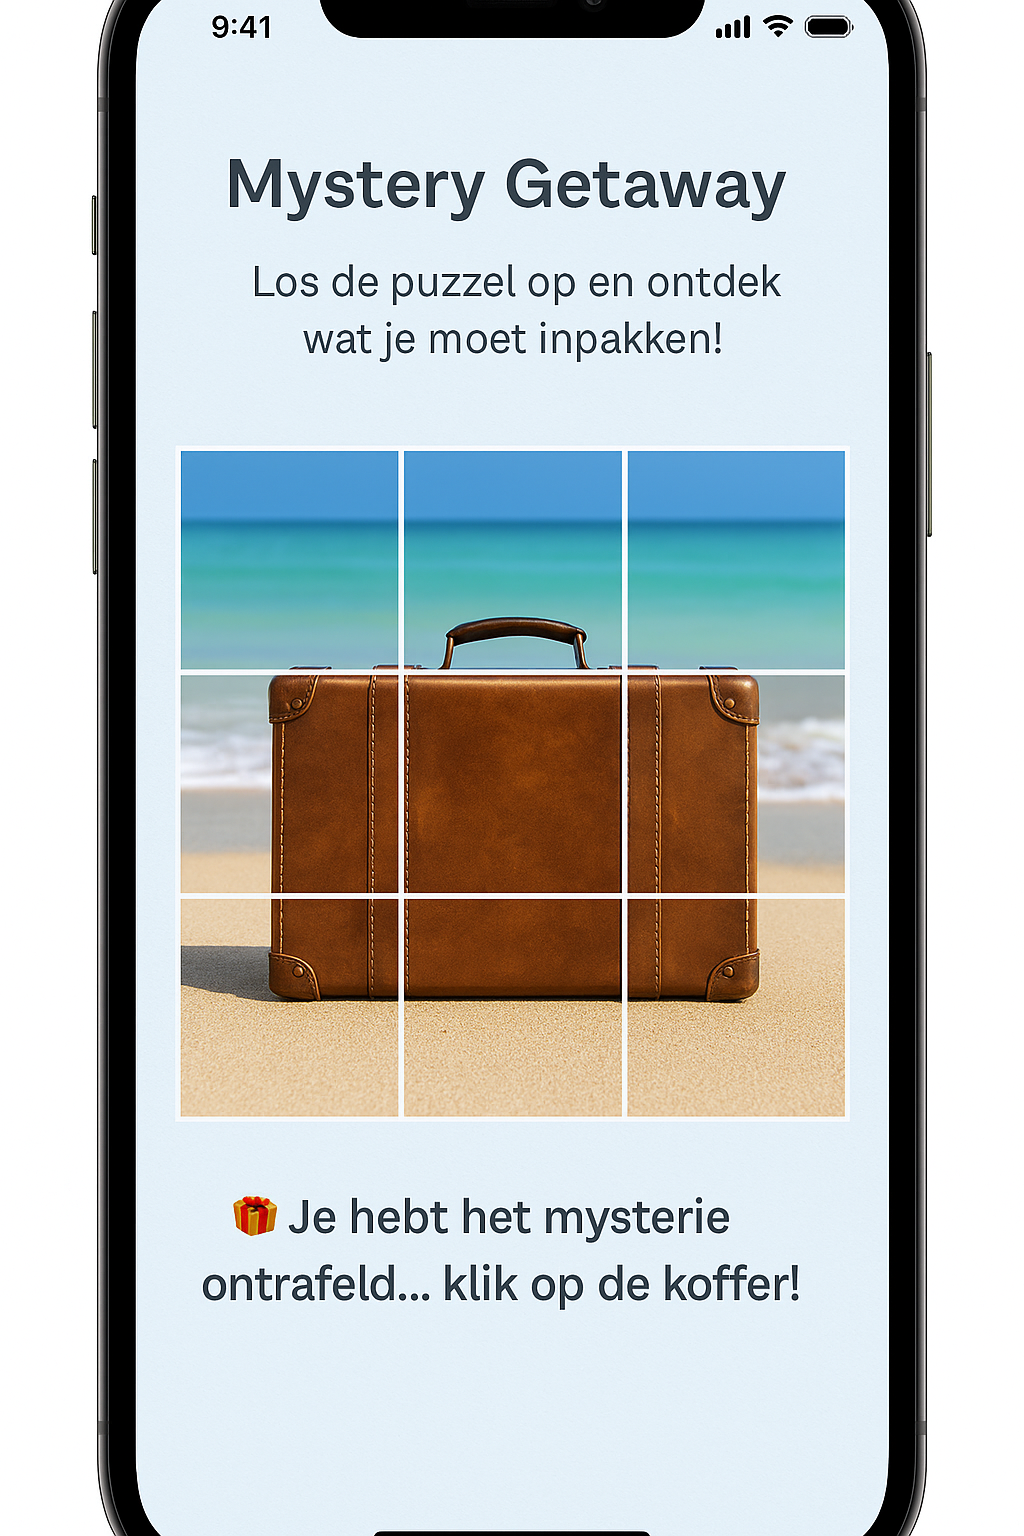 9:41
Mystery Getaway
Los de puzzel op en ontdek
wat je moet inpakken!
🎁 Je hebt het mysterie
ontrafeld... klik op de koffer!